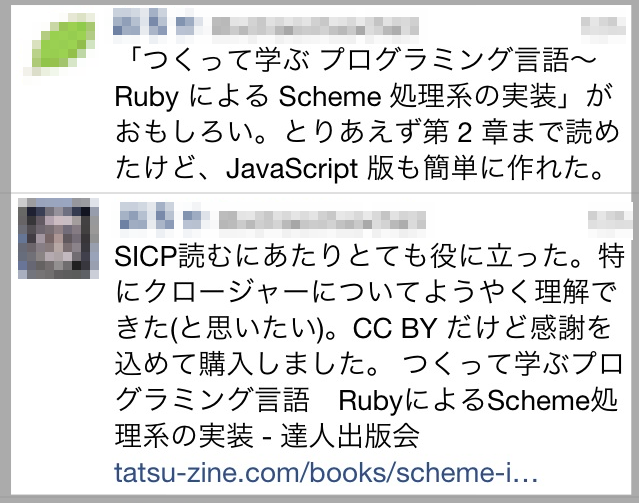 「つくって学ぶ プログラミング言語〜
Ruby による Scheme 処理系の実装」が
おもしろい。とりあえず第 2 章まで読め
たけど、JavaScript 版も簡単に作れた。
SICP読むにあたりとても役に立った。特
にクロージャーについてようやく理解で
きた(と思いたい)。CC BY だけど感謝を
込めて購入しました。 つくって学ぶプロ
グラミング言語　RubyによるScheme処
理系の実装 - 達人出版会
tatsu-zine.com/books/scheme-i…